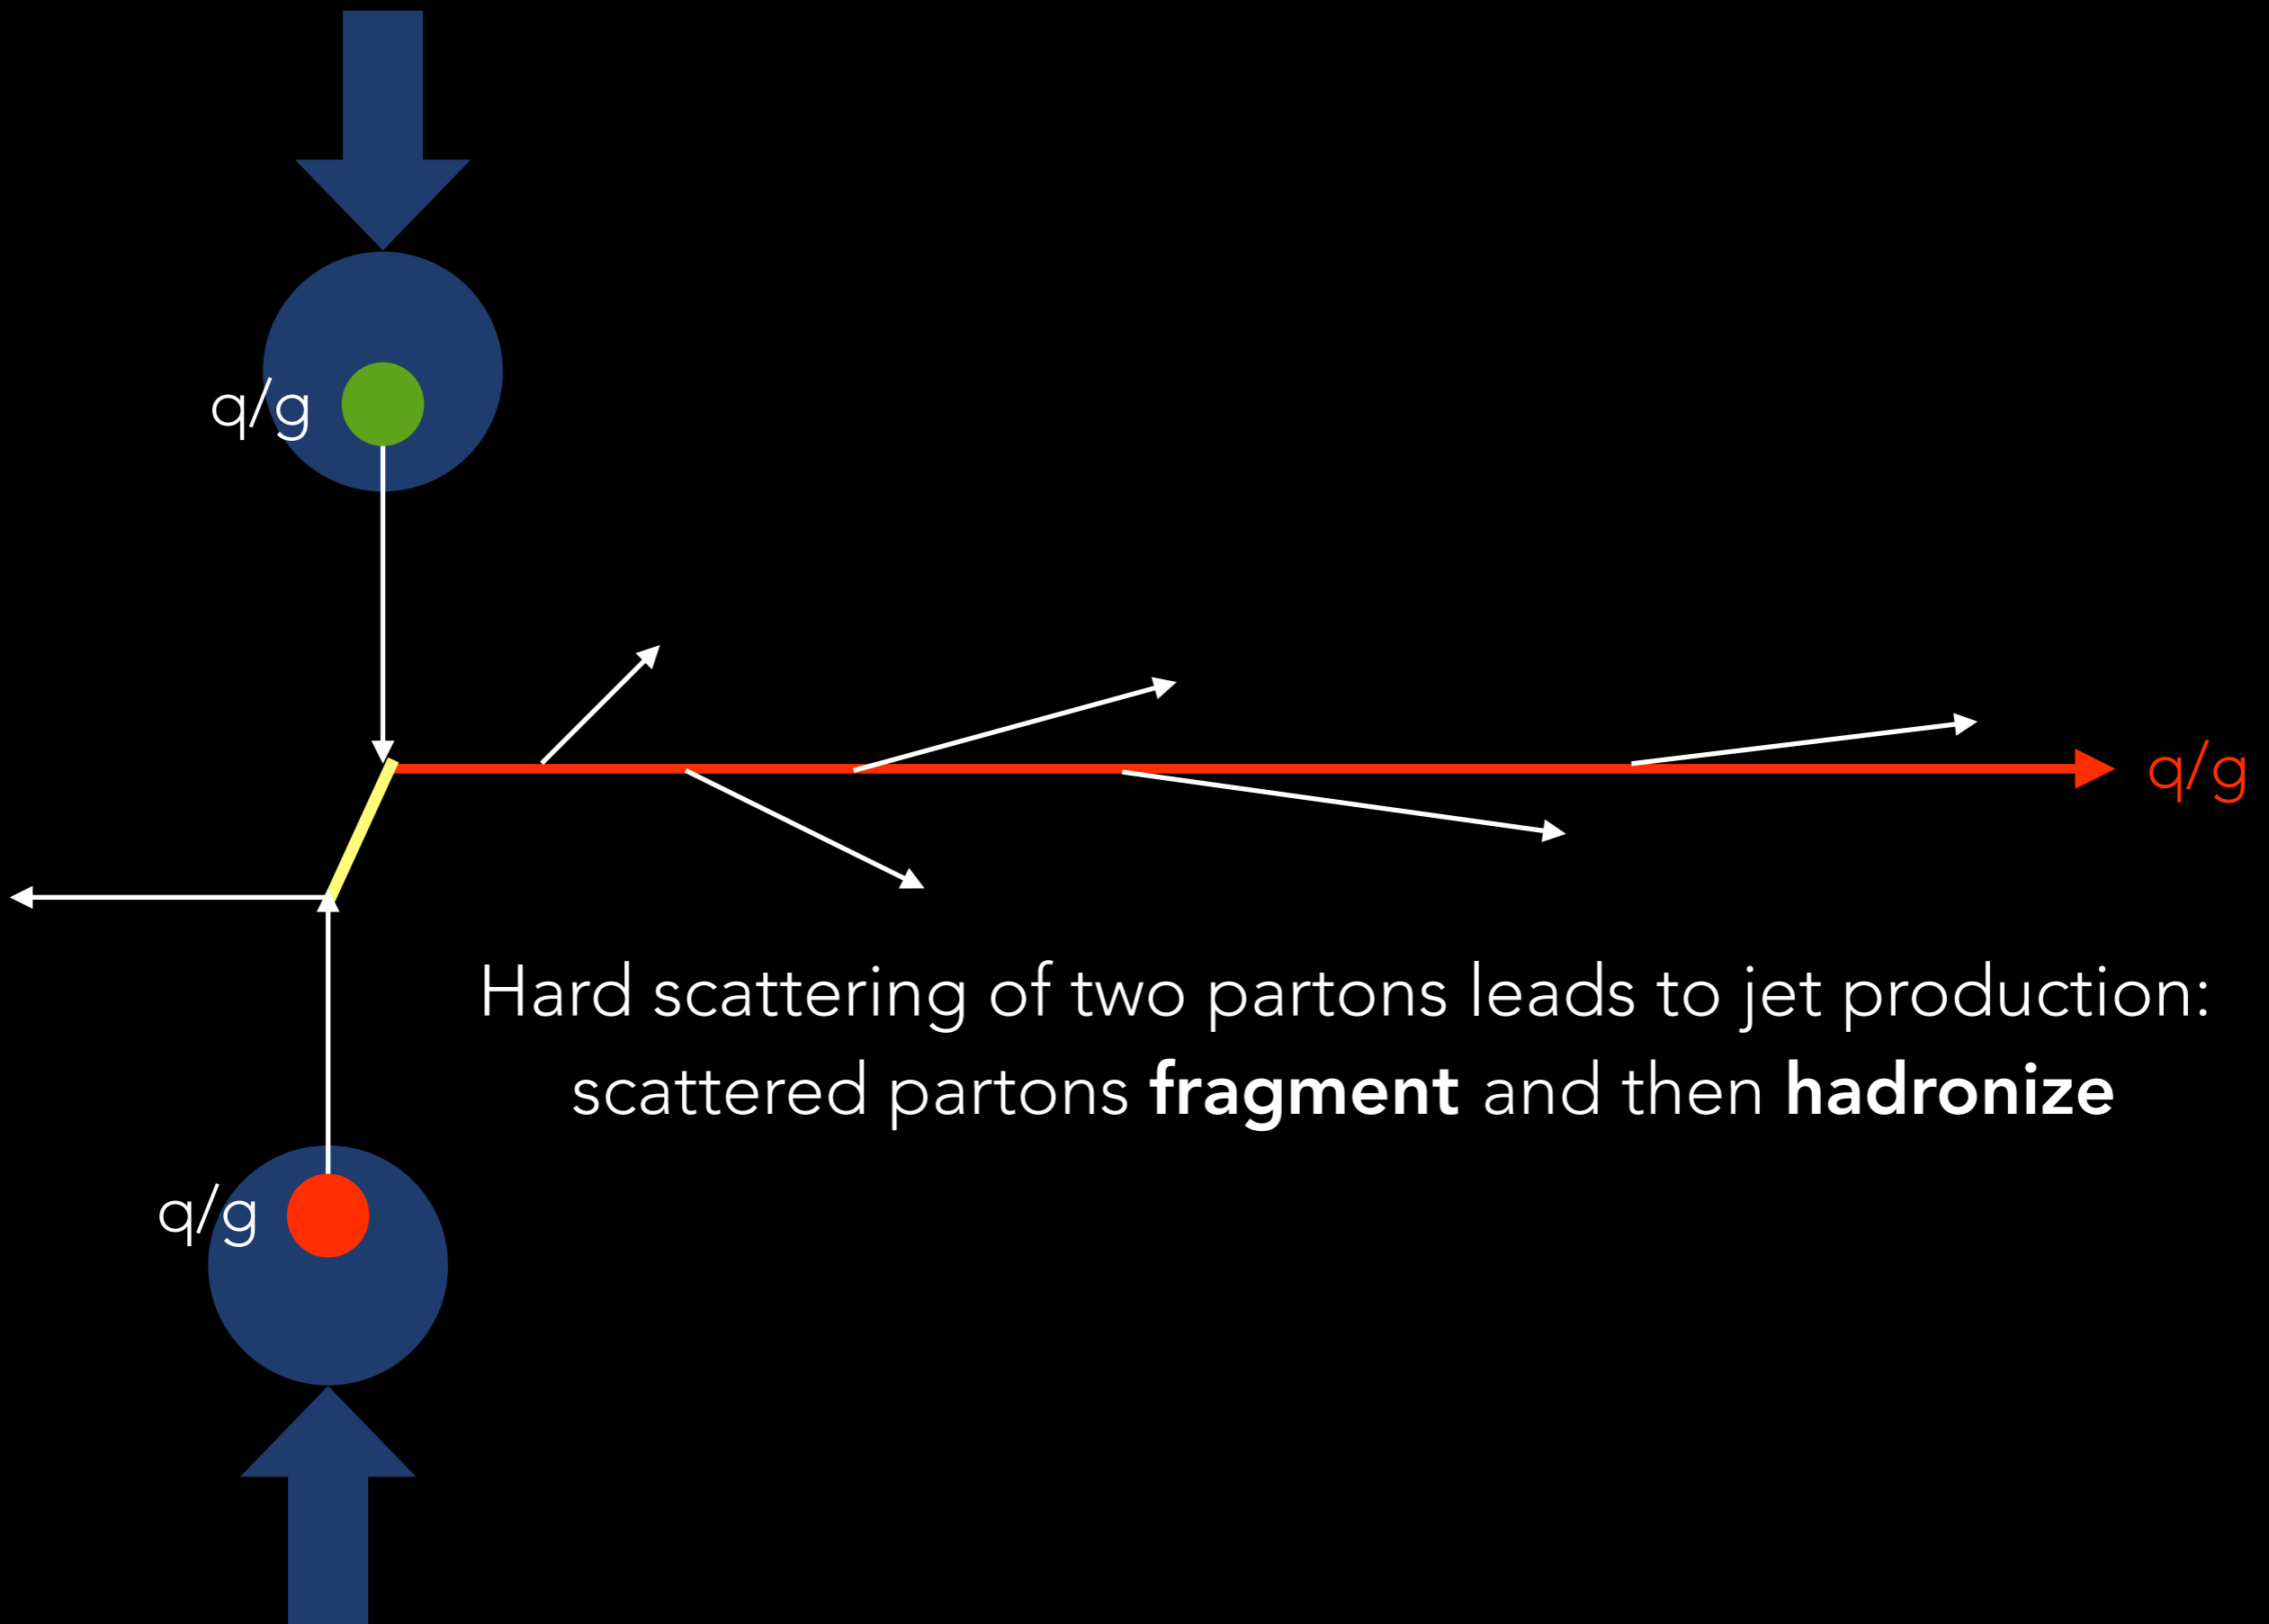 q/g
q/g
Hard scattering of two partons leads to jet production:
scattered partons fragment and then hadronize
q/g